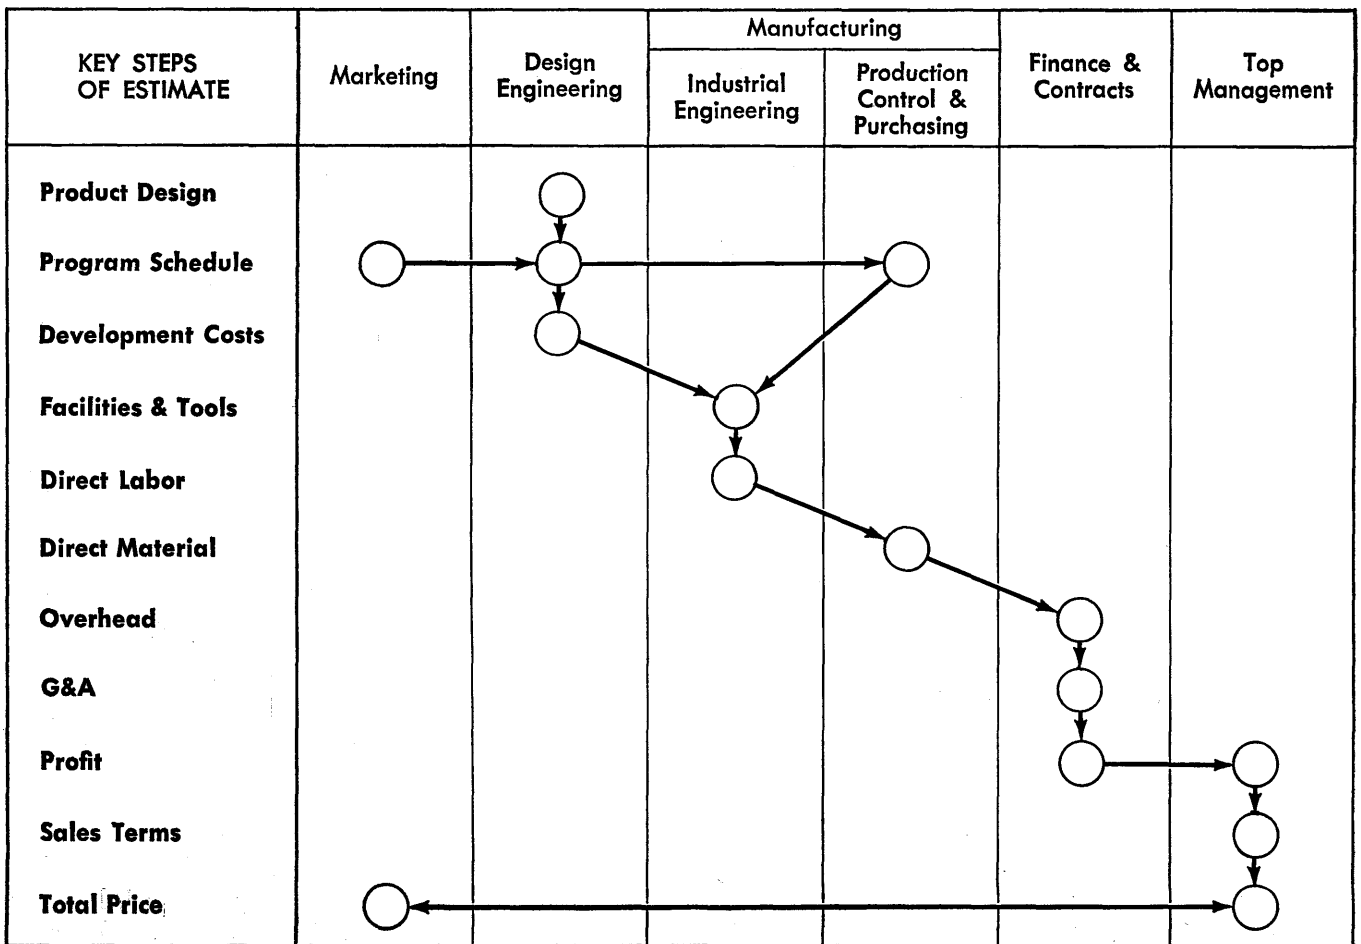 KEY STEPS
OF ESTIMATE
Marketing
Design
Engineering
Manufacturing
Industrial
Engineering
Production
Control &
Purchasing
Finance &
Contracts
Top
Management
Product Design
Program Schedule
Development Costs
Facilities & Tools
Direct Labor
Direct Material
Overhead
G&A
Profit
Sales Terms
Total Price